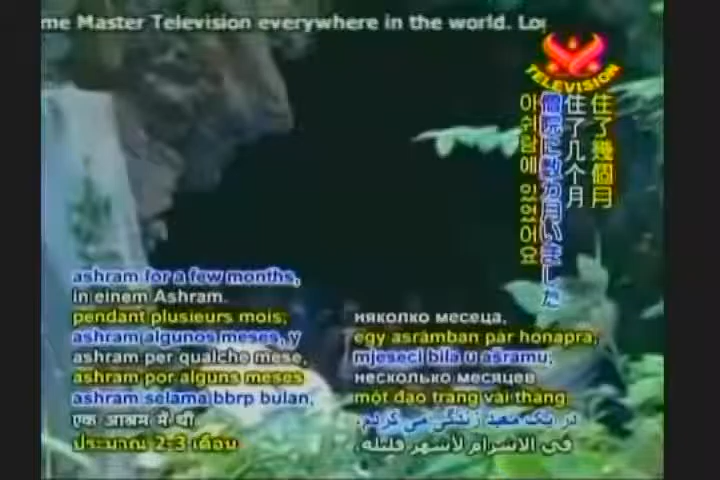 me Master Television everywhere in the world. Lo
TELEVISION
住了幾個月
住了几个月
僧院に数か月いました
아쉬람에 있었어요
ashram for a few months,
in einem Ashram.
pendant plusieurs mois,
ashram algunos meses, y
ashram per qualche mese,
ashram por alguns meses
ashram selama bbrp bulan,
एक आश्रम में थी.
ประมาณ 2-3 เดือน
няколко месеца,
egy asrámban pár hónapra,
mjeseci bila u ašramu;
несколько месяцев
một đạo tràng vài tháng.
در یک معبد زندگی می کردیم.
في الاشرام لأشهر قليلة.